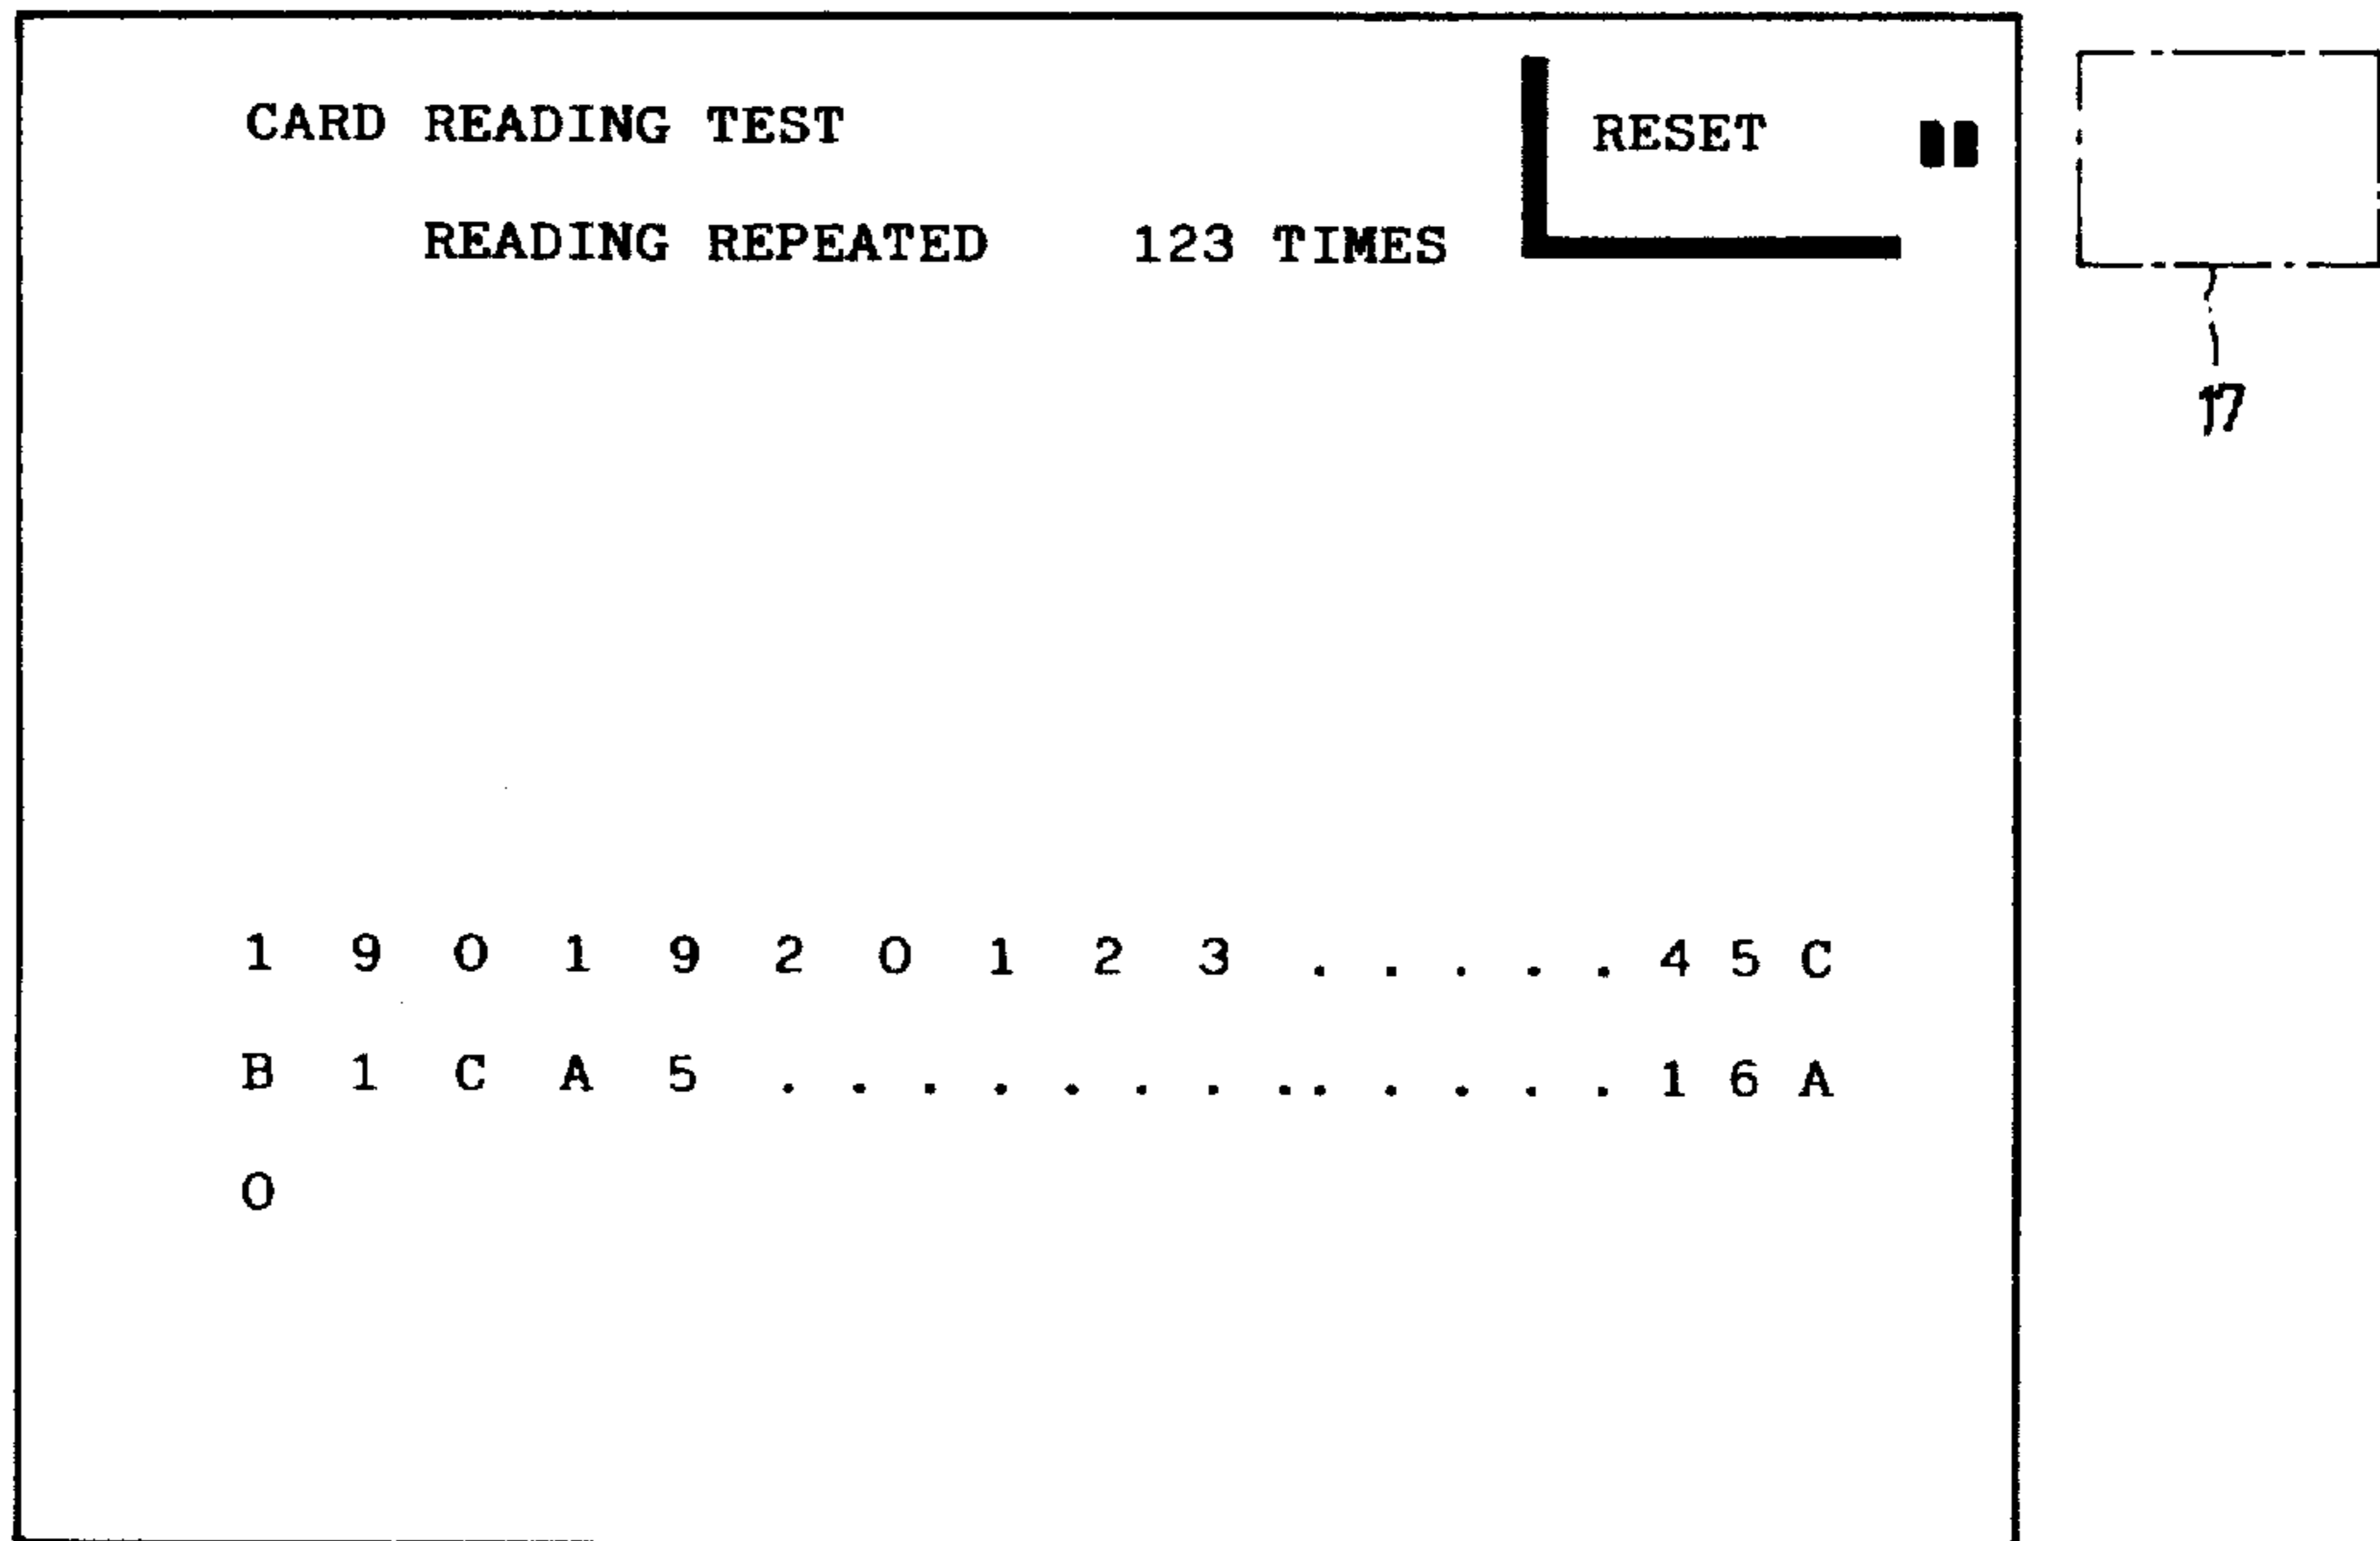 CARD READING TEST
RESET
READING REPEATED 123 TIMES
17
1 9 0 1 9 2 0 1 2 3 . . . . . 4 5 C
B 1 C A 5 . . . . . . . . . . . . . 1 6 A
0